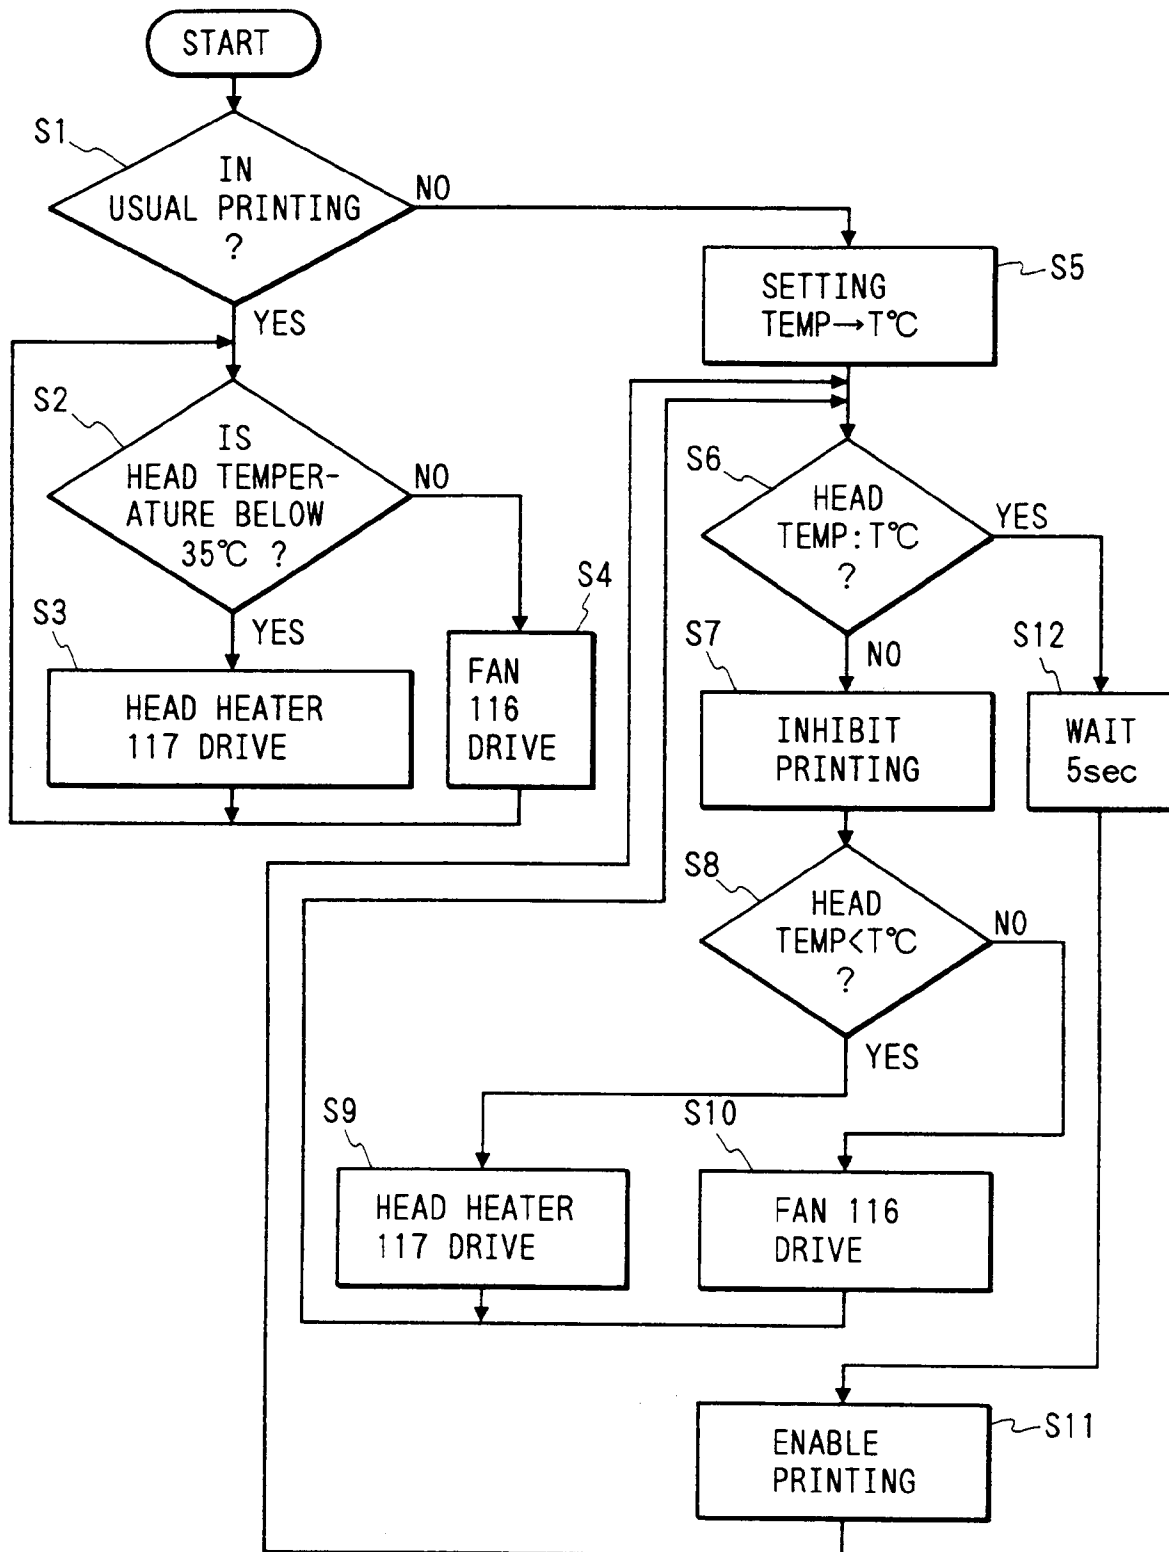 START
S1
IN
USUAL PRINTING
?
NO
YES
S5
SETTING
TEMP→T℃
S2
IS
HEAD TEMPER-
ATURE BELOW
35℃ ?
NO
YES
S3
HEAD HEATER
117 DRIVE
S4
FAN
116
DRIVE
S6
HEAD
TEMP:T℃
?
YES
NO
S7
INHIBIT
PRINTING
S12
WAIT
5sec
S8
HEAD
TEMP<T℃
?
NO
YES
S9
HEAD HEATER
117 DRIVE
S10
FAN 116
DRIVE
S11
ENABLE
PRINTING